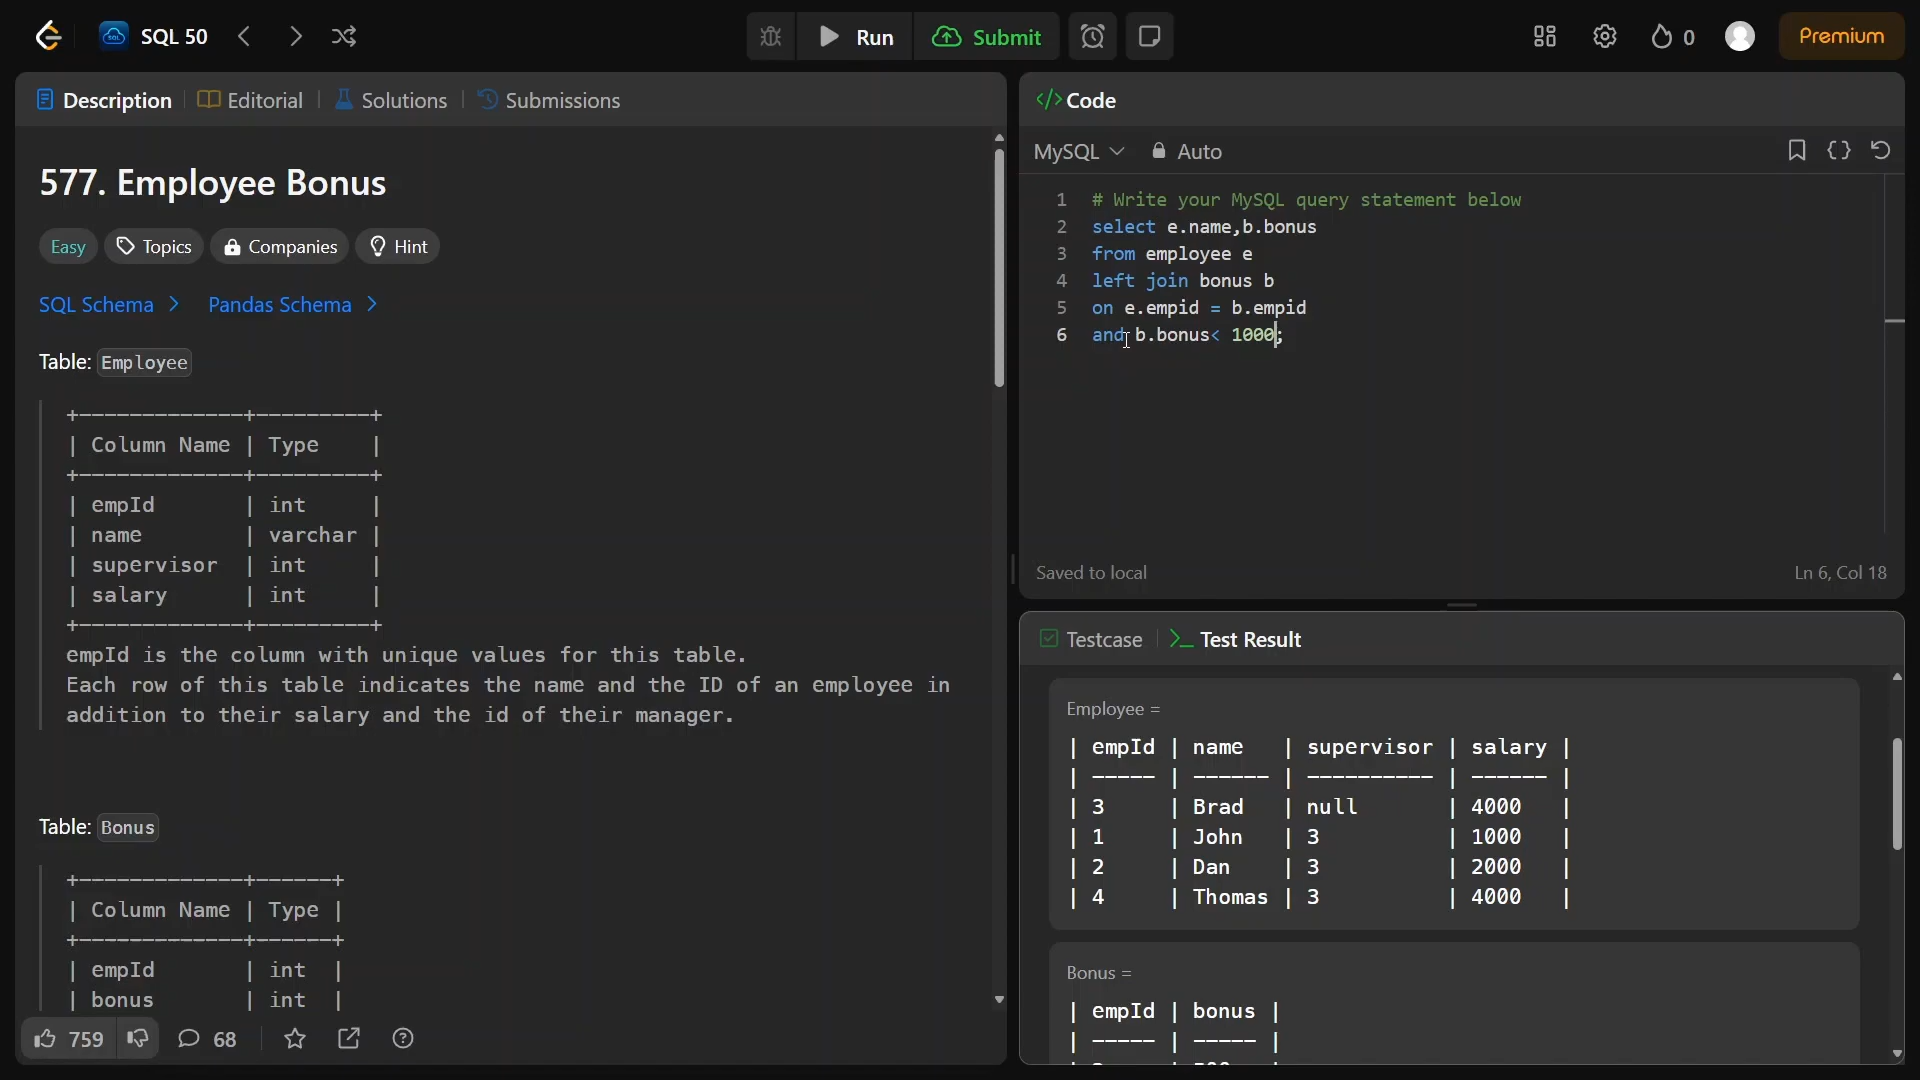 SQL 50
Run
Submit
0
Premium
Description
Editorial
Solutions
Submissions
577. Employee Bonus
Easy
Topics
Companies
Hint
SQL Schema
Pandas Schema
Table: Employee
+-------------+---------+
| Column Name | Type    |
+-------------+---------+
| empId       | int     |
| name        | varchar |
| supervisor  | int     |
| salary      | int     |
+-------------+---------+
empId is the column with unique values for this table.
Each row of this table indicates the name and the ID of an employee in
addition to their salary and the id of their manager.
Table: Bonus
+-------------+------+
| Column Name | Type |
+-------------+------+
| empId       | int  |
| bonus       | int  |
759
68
</> Code
MySQL
Auto
1 # Write your MySQL query statement below
2 select e.name,b.bonus
3 from employee e
4 left join bonus b
5 on e.empid = b.empid
6 and b.bonus< 1000;
Saved to local
Ln 6, Col 18
Testcase
Test Result
Employee =
| empId | name   | supervisor | salary |
| ----- | ------ | ---------- | ------ |
| 3     | Brad   | null       | 4000   |
| 1     | John   | 3          | 1000   |
| 2     | Dan    | 3          | 2000   |
| 4     | Thomas | 3          | 4000   |
Bonus =
| empId | bonus |
| ----- | ----- |